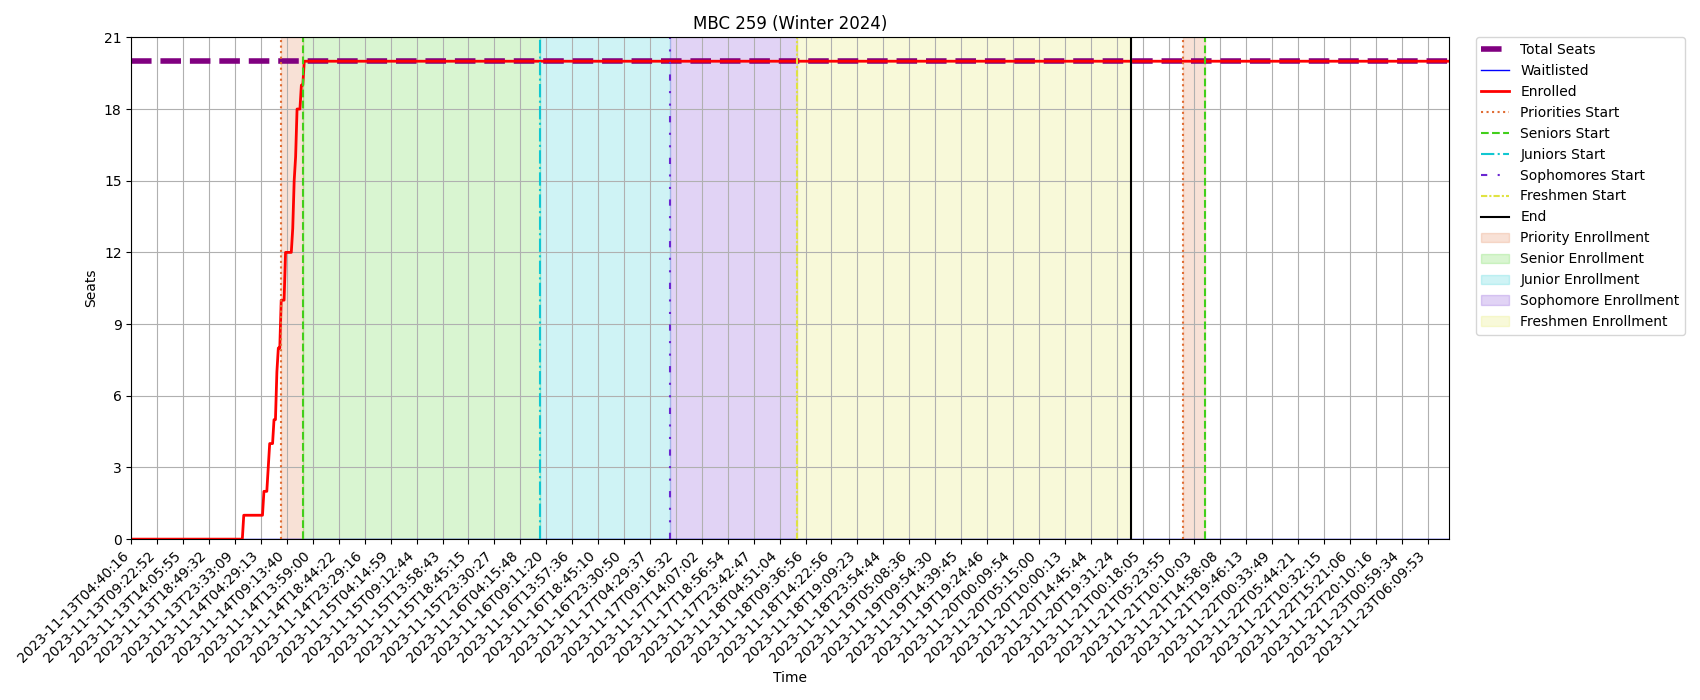 MBC 259 (Winter 2024)
21
18
15
12
9
6
3
0
Seats
2023-11-13T04:40:16
2023-11-13T09:22:52
2023-11-13T14:05:55
2023-11-13T18:49:32
2023-11-13T23:33:09
2023-11-14T04:29:13
2023-11-14T09:13:40
2023-11-14T13:59:00
2023-11-14T18:44:22
2023-11-14T23:29:16
2023-11-15T04:14:59
2023-11-15T09:12:44
2023-11-15T13:58:43
2023-11-15T18:45:15
2023-11-15T23:30:27
2023-11-16T04:15:48
2023-11-16T09:11:20
2023-11-16T13:57:36
2023-11-16T18:45:10
2023-11-16T23:30:50
2023-11-17T04:29:37
2023-11-17T09:16:32
2023-11-17T14:07:02
2023-11-17T18:56:54
2023-11-17T23:42:47
2023-11-18T04:51:04
2023-11-18T09:36:56
2023-11-18T14:22:56
2023-11-18T19:09:23
2023-11-18T23:54:44
2023-11-19T05:08:36
2023-11-19T09:54:30
2023-11-19T14:39:45
2023-11-19T19:24:46
2023-11-20T00:09:54
2023-11-20T05:15:00
2023-11-20T10:00:13
2023-11-20T14:45:44
2023-11-20T19:31:24
2023-11-21T00:18:05
2023-11-21T05:23:55
2023-11-21T10:10:03
2023-11-21T14:58:08
2023-11-21T19:46:13
2023-11-22T00:33:49
2023-11-22T05:44:21
2023-11-22T10:32:15
2023-11-22T15:21:06
2023-11-22T20:10:16
2023-11-23T00:59:34
2023-11-23T06:09:53
Time
Total Seats
Waitlisted
Enrolled
Priorities Start
Seniors Start
Juniors Start
Sophomores Start
Freshmen Start
End
Priority Enrollment
Senior Enrollment
Junior Enrollment
Sophomore Enrollment
Freshmen Enrollment